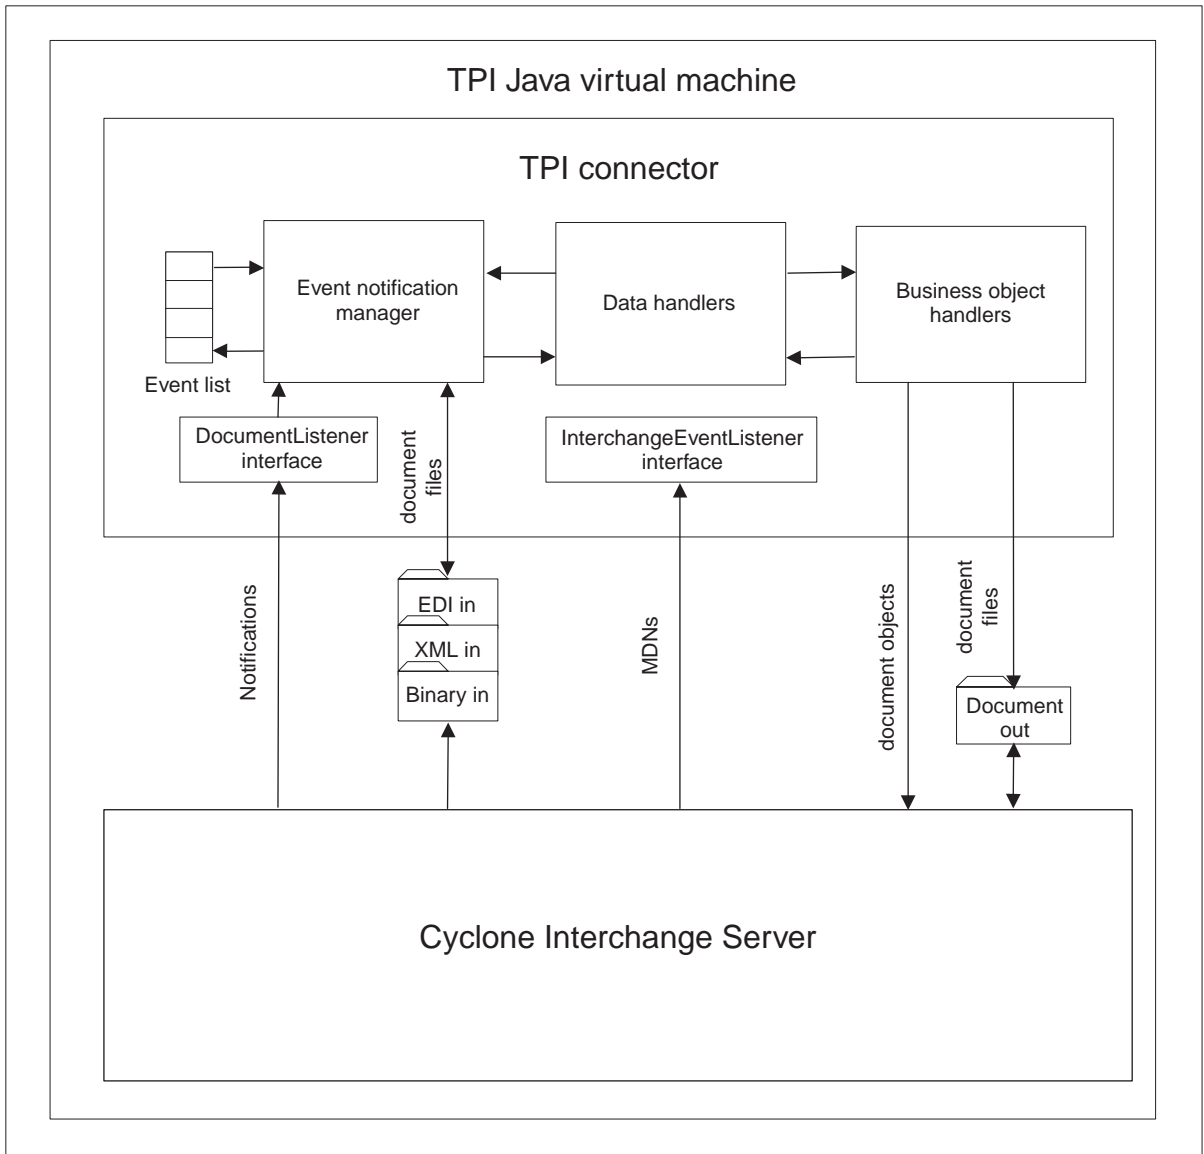 TPI Java virtual machine
TPI connector
Event notification
manager
Data handlers
Business object
handlers
Event list
DocumentListener
interface
document
files
InterchangeEventListener
interface
Notifications
EDI in
XML in
Binary in
MDNs
document objects
document
files
Document
out
Cyclone Interchange Server